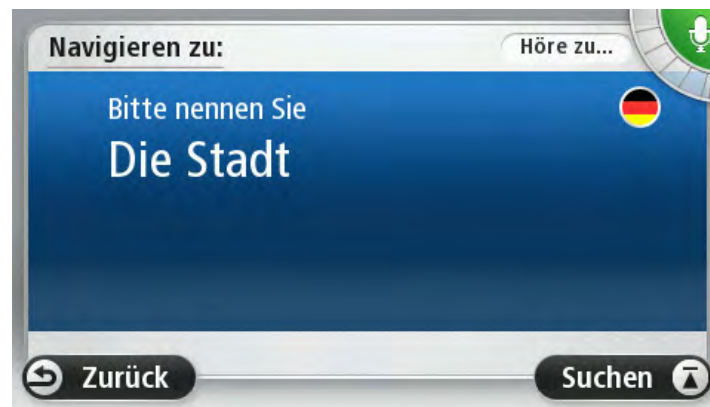 Navigieren zu:
Höre zu...
Bitte nennen Sie
Die Stadt
Zurück
Suchen